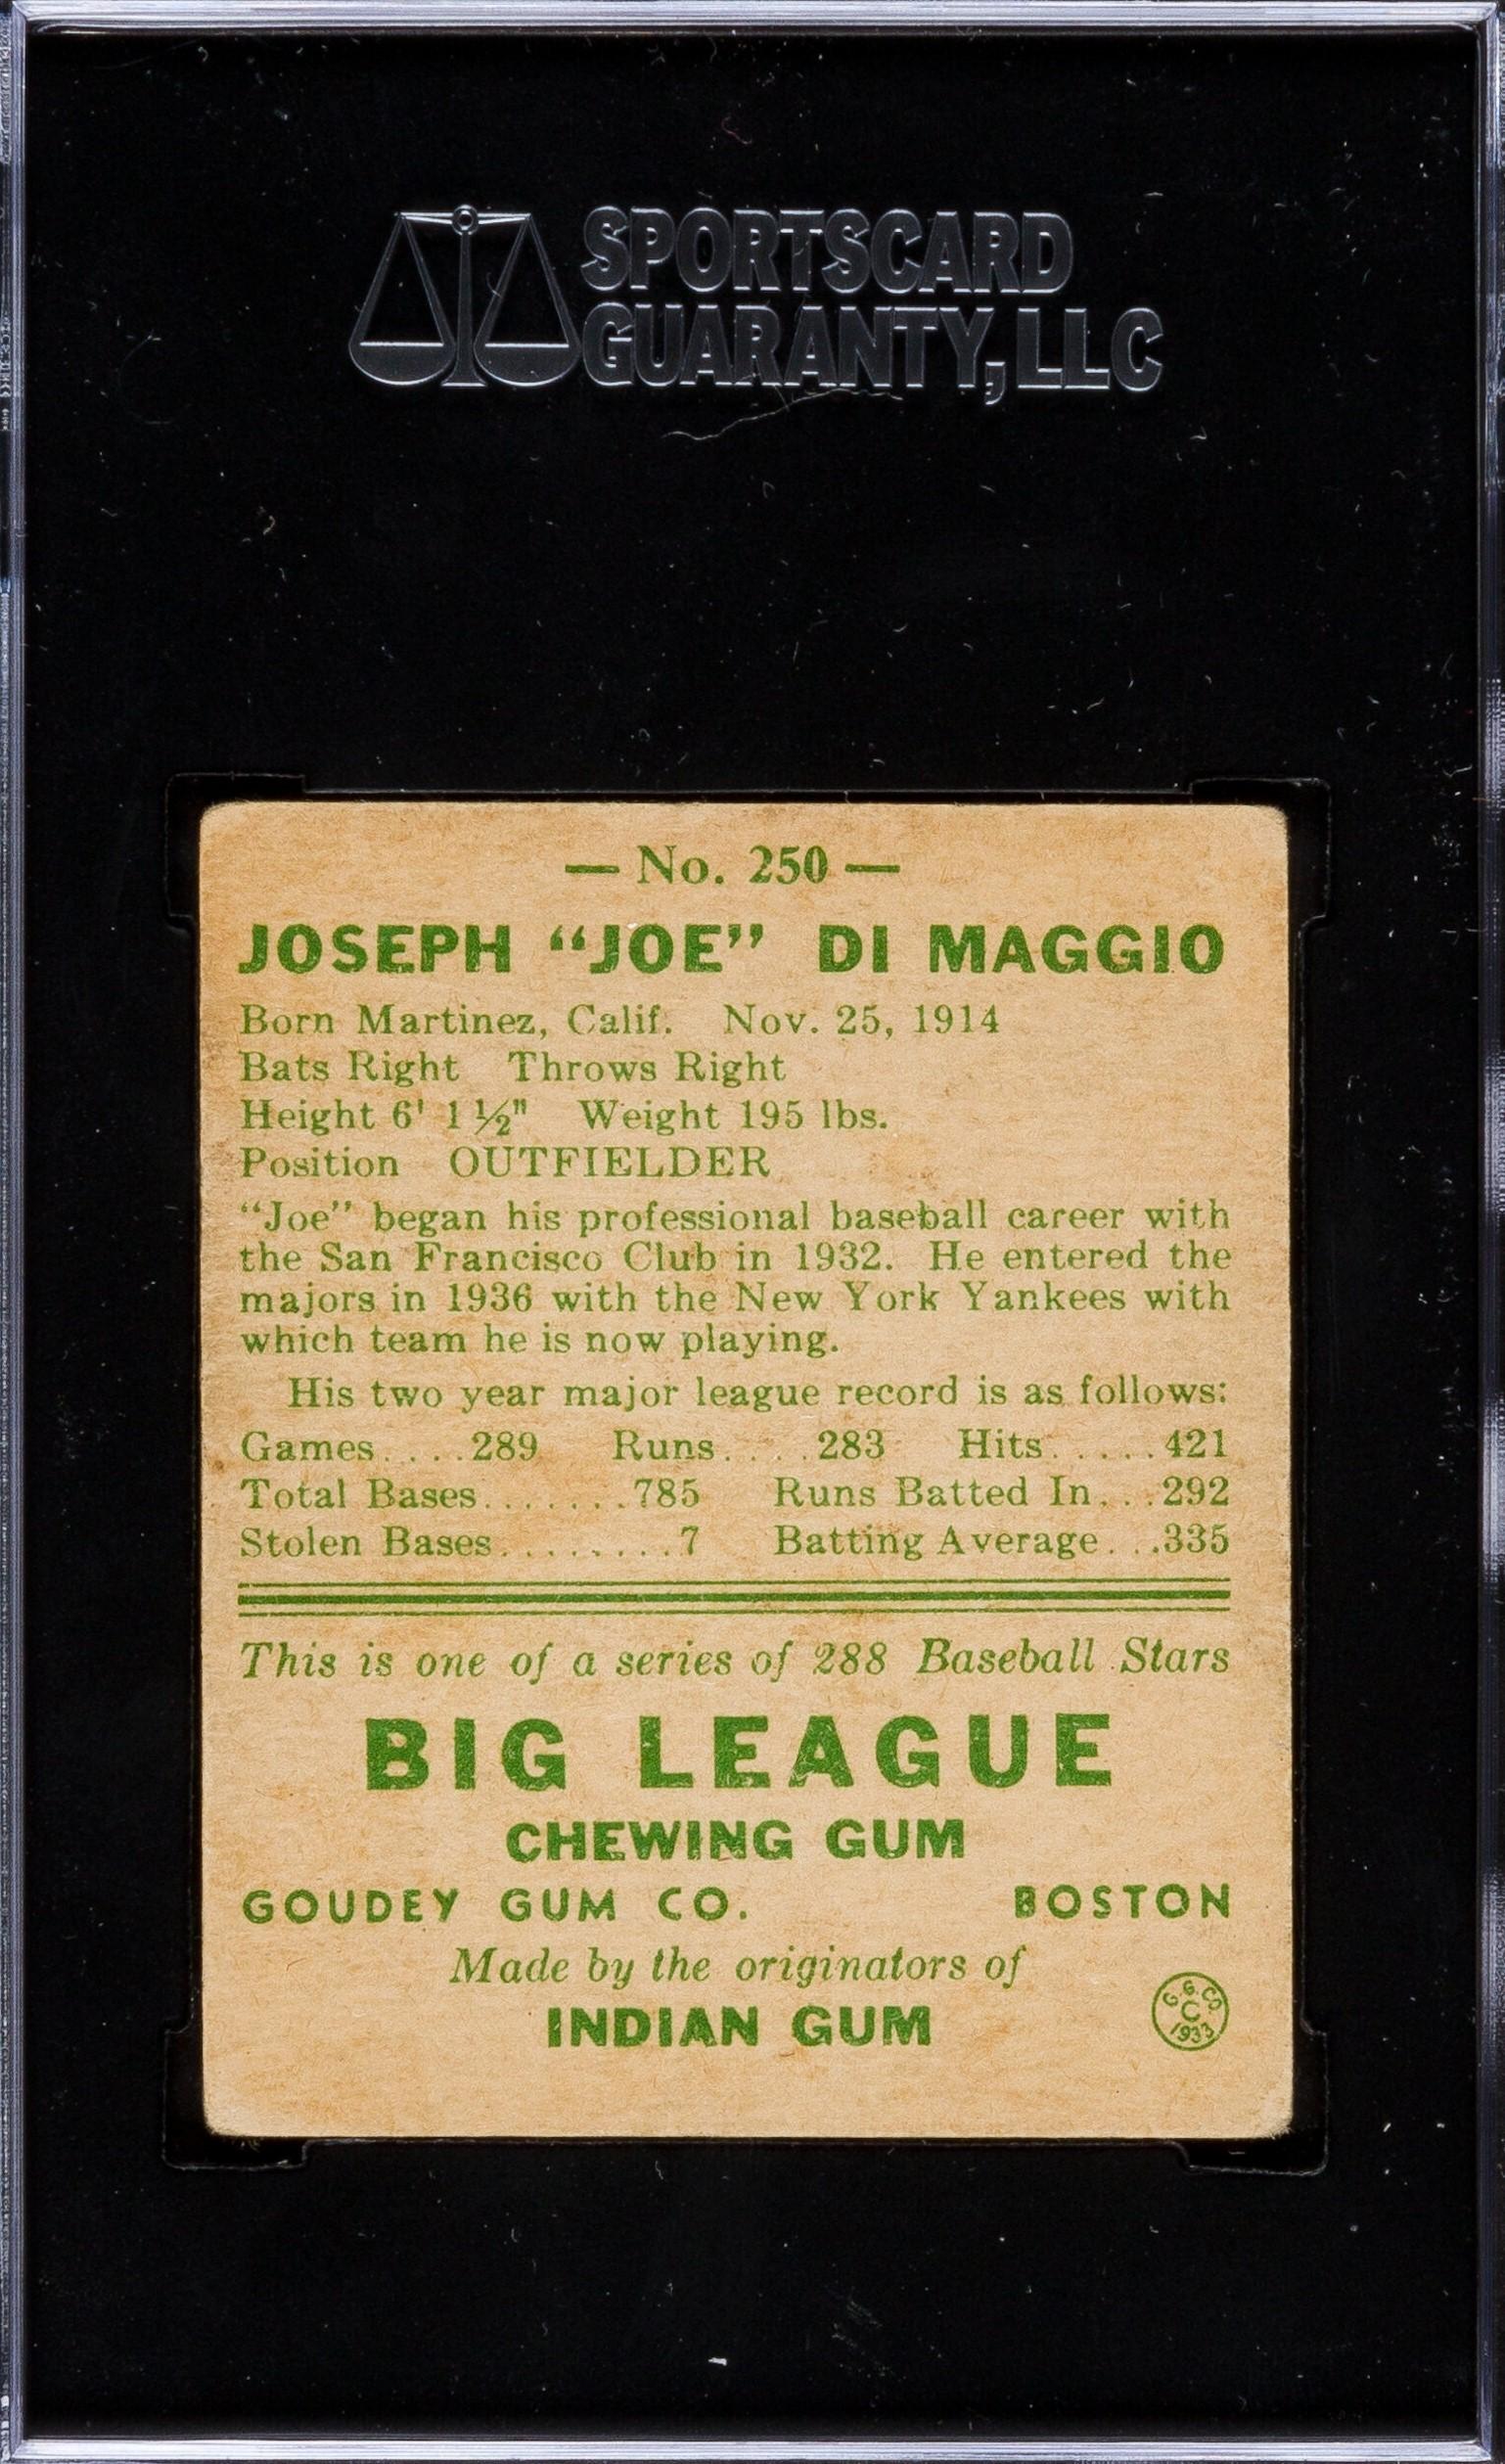 SPORTSCARD
GUARANTY, LLC
— No. 250 —
JOSEPH “JOE” DI MAGGIO
Born Martinez, Calif. Nov. 25, 1914
Bats Right Throws Right
Height 6' 1 ½" Weight 195 lbs.
Position OUTFIELDER
“Joe” began his professional baseball career with
the San Francisco Club in 1932. He entered the
majors in 1936 with the New York Yankees with
which team he is now playing.
His two year major league record is as follows:
Games....289 Runs....283 Hits.....421
Total Bases.......785 Runs Batted In...292
Stolen Bases........7 Batting Average...335
This is one of a series of 288 Baseball Stars
BIG LEAGUE
CHEWING GUM
GOUDEY GUM CO. BOSTON
Made by the originators of
INDIAN GUM
G. G. CO.
C
1933